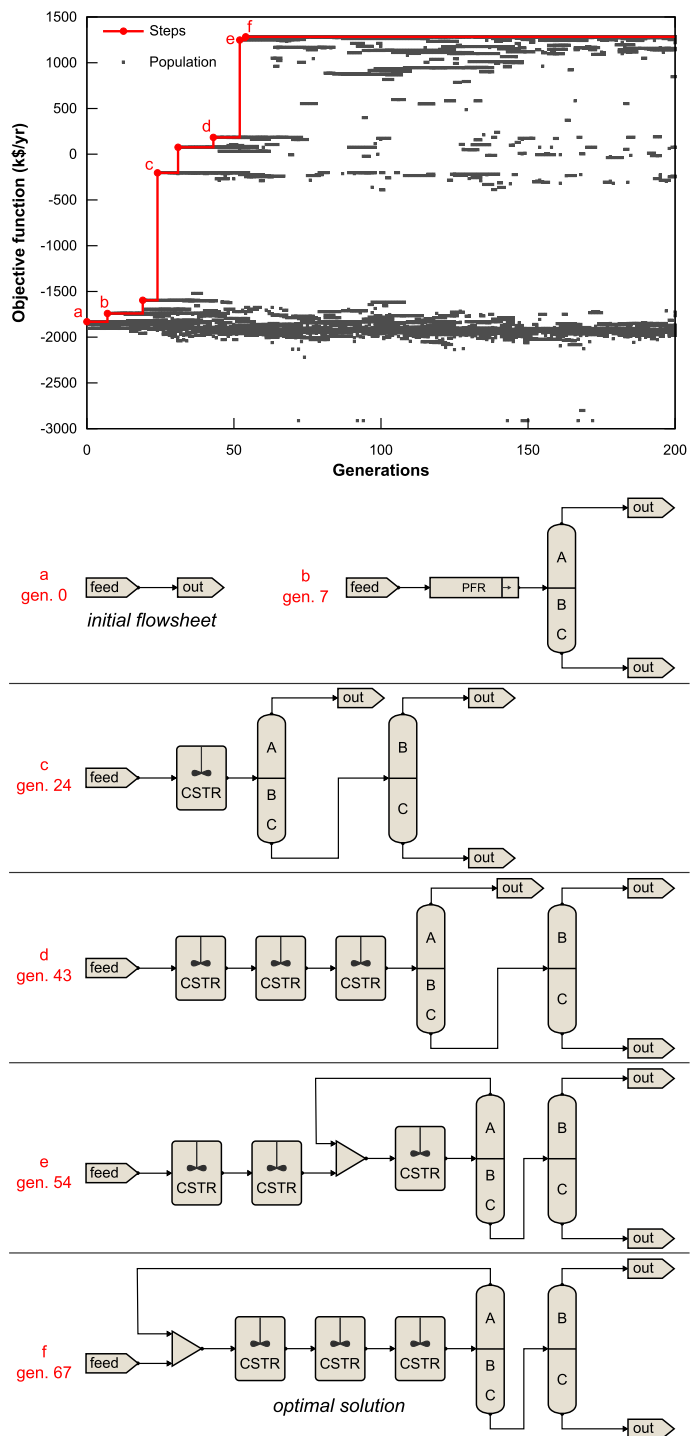 1500
1250
1000
500
0
-500
-1000
-1500
-2000
-2500
-3000
Objective function (k$/yr)
Steps
Population
a
b
c
d
e
f
0
50
100
150
200
Generations
a
gen. 0
feed
out
initial flowsheet
b
gen. 7
feed
PFR
A
B
C
out
out
c
gen. 24
feed
CSTR
A
B
C
out
B
C
out
out
d
gen. 43
feed
CSTR
CSTR
CSTR
A
B
C
out
B
C
out
out
e
gen. 54
feed
CSTR
CSTR
CSTR
A
B
C
B
C
out
out
f
gen. 67
feed
CSTR
CSTR
CSTR
A
B
C
B
C
out
out
optimal solution